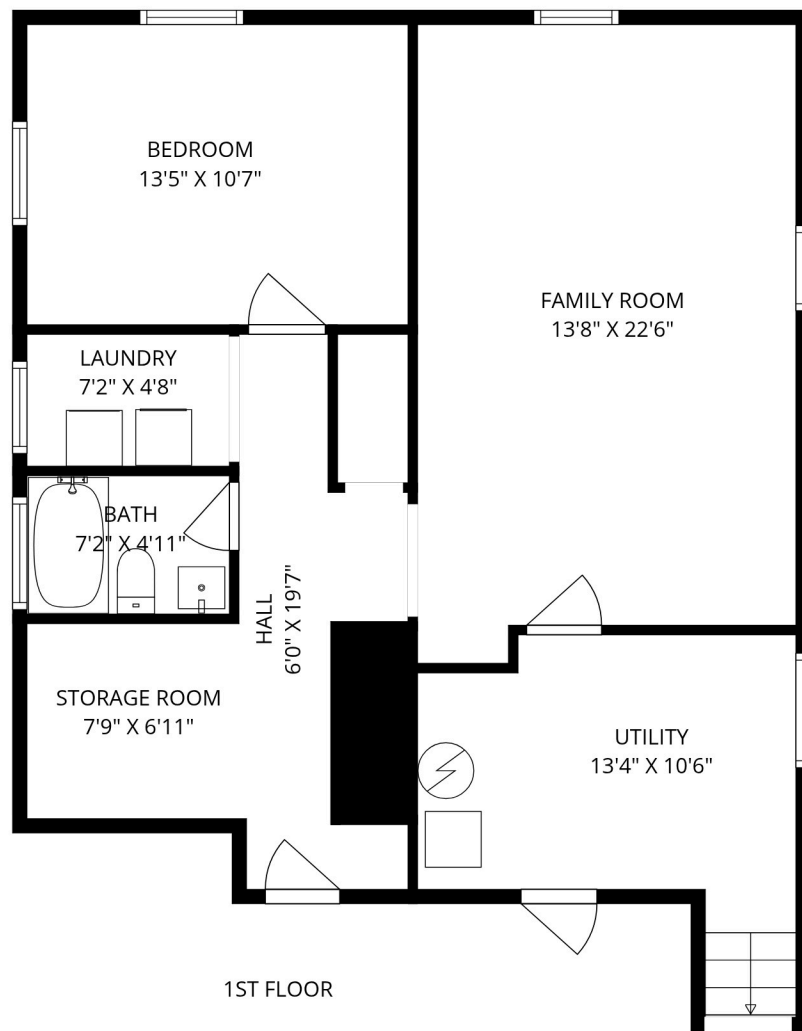 BEDROOM
13'5" X 10'7"
FAMILY ROOM
13'8" X 22'6"
LAUNDRY
7'2" X 4'8"
BATH
7'2" X 4'11"
HALL
6'0" X 19'7"
STORAGE ROOM
7'9" X 6'11"
UTILITY
13'4" X 10'6"
1ST FLOOR